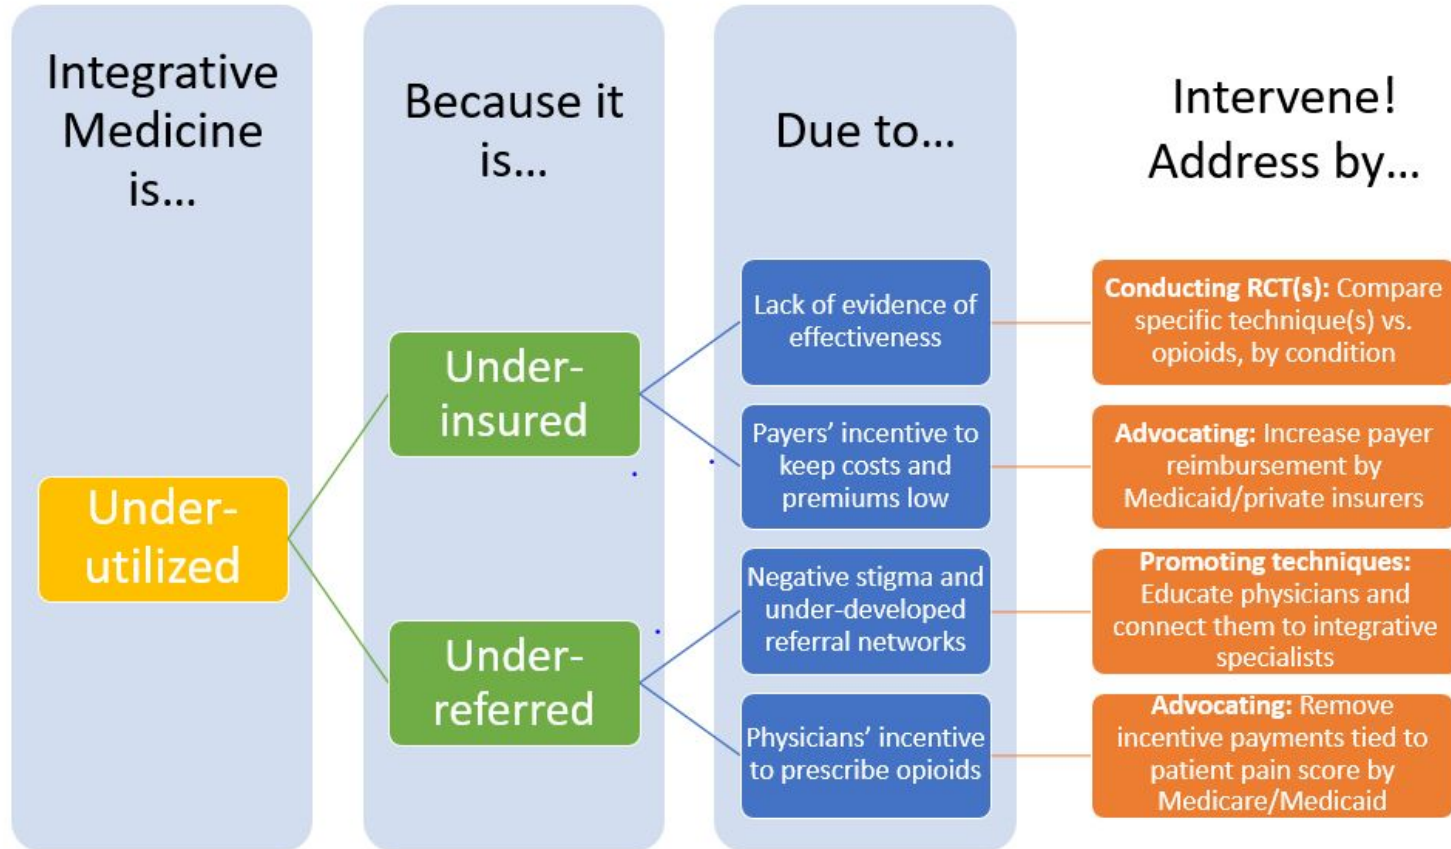 Integrative
Medicine
is...
Because it
is...
Due to...
Intervene!
Address by...
Under-
utilized
Under-
insured
Under-
referred
Lack of evidence of
effectiveness
Payers’ incentive to
keep costs and
premiums low
Negative stigma and
under-developed
referral networks
Physicians’ incentive
to prescribe opioids
Conducting RCT(s): Compare
specific technique(s) vs.
opioids, by condition
Advocating: Increase payer
reimbursement by
Medicaid/private insurers
Promoting techniques:
Educate physicians and
connect them to integrative
specialists
Advocating: Remove
incentive payments tied to
patient pain score by
Medicare/Medicaid